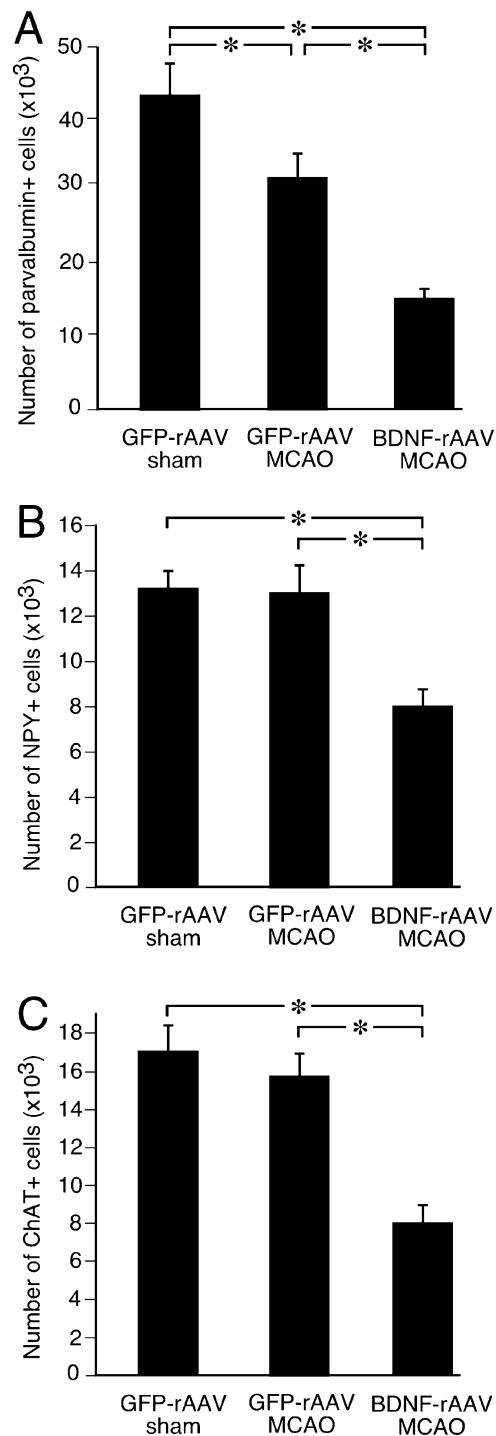 A
*
* *
Number of parvalbumin+ cells (x10³)
50
40
30
20
10
0
GFP-rAAV sham
GFP-rAAV MCAO
BDNF-rAAV MCAO
B
*
*
Number of NPY+ cells (x10³)
16
14
12
10
8
6
4
2
0
GFP-rAAV sham
GFP-rAAV MCAO
BDNF-rAAV MCAO
C
*
*
Number of ChAT+ cells (x10³)
18
16
14
12
10
8
6
4
2
0
GFP-rAAV sham
GFP-rAAV MCAO
BDNF-rAAV MCAO